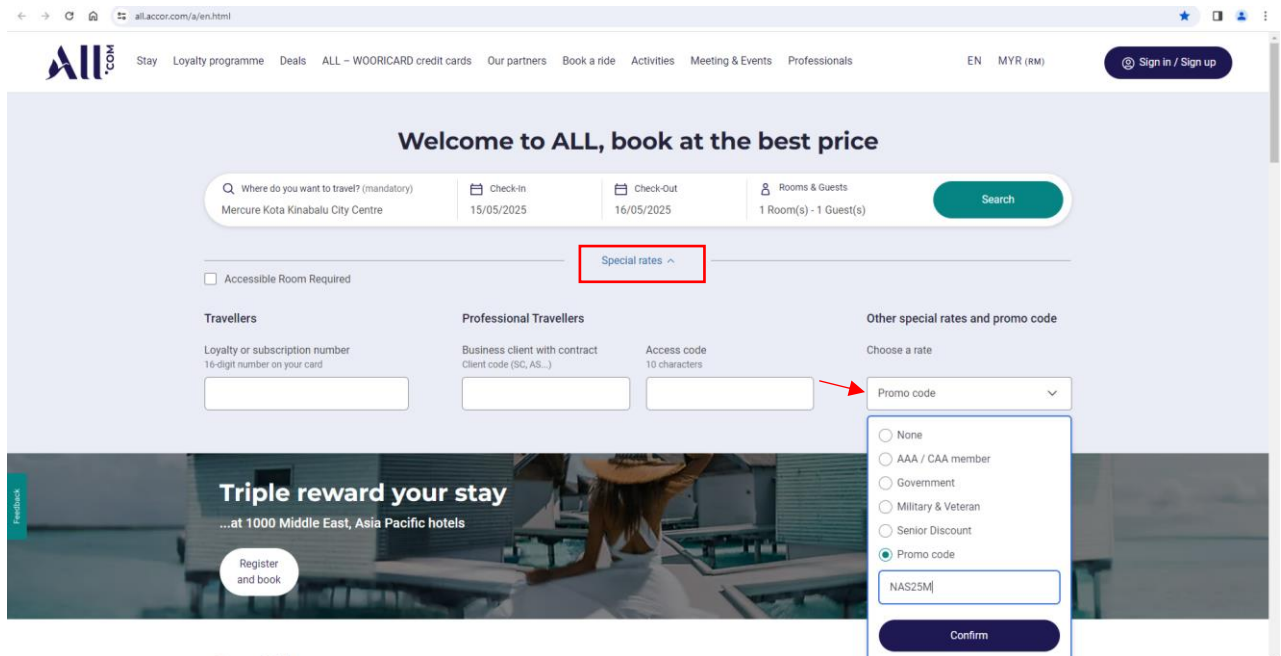 all.accor.com/a/en.html
ALL.COM
Stay Loyalty programme Deals ALL – WOORICARD credit cards Our partners Book a ride Activities Meeting & Events Professionals EN MYR (RM) Sign in / Sign up
Welcome to ALL, book at the best price
Where do you want to travel? (mandatory) Check-In Check-Out Rooms & Guests
Mercure Kota Kinabalu City Centre 15/05/2025 16/05/2025 1 Room(s) - 1 Guest(s)
Search
Special rates
Accessible Room Required
Travellers Professional Travellers Other special rates and promo code
Loyalty or subscription number Business client with contract Access code Choose a rate
16-digit number on your card Client code (SC, AS...) 10 characters
Promo code
None
AAA / CAA member
Government
Military & Veteran
Senior Discount
Promo code
NAS25M
Confirm
Triple reward your stay
...at 1000 Middle East, Asia Pacific hotels
Register
and book
Feedback